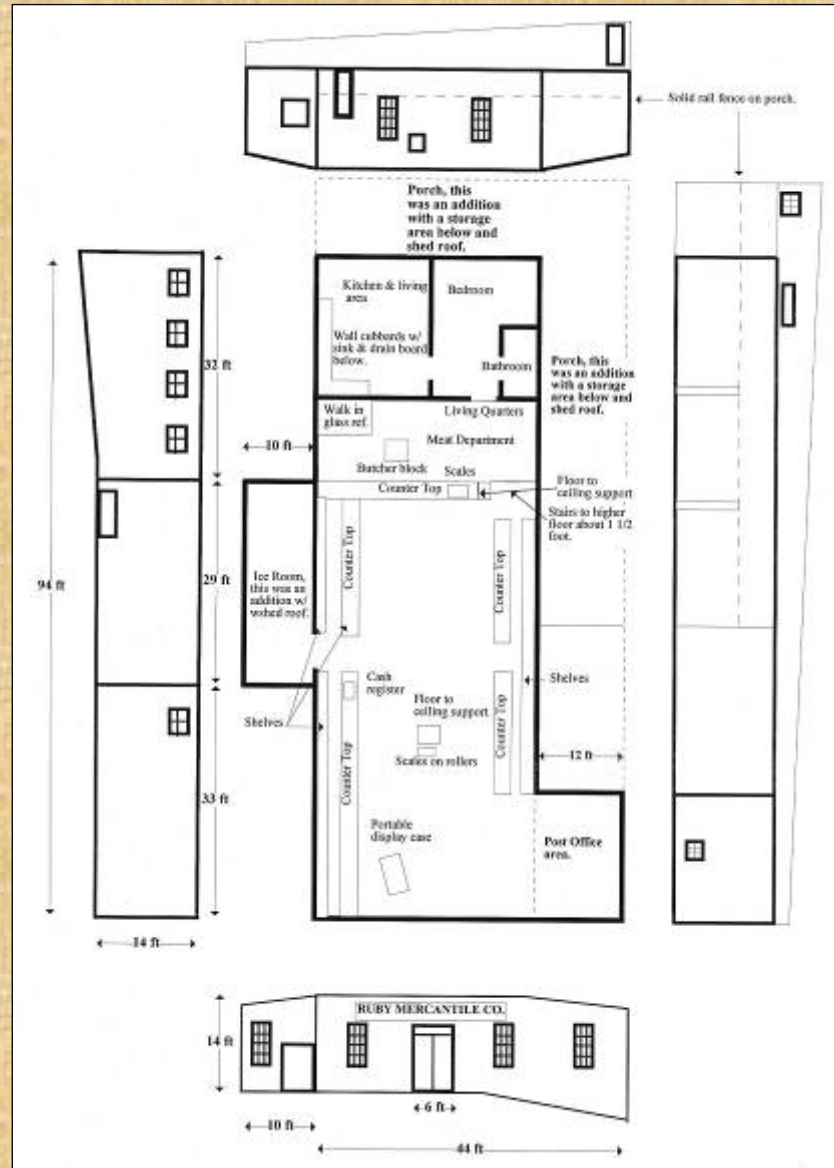 Solid rail fence on porch.
Porch, this
was an addition
with a storage
area below and
shed roof.
Kitchen & living
area
Bedroom
Wall cubbards w/
sink & drain board
below.
Bathroom
Porch, this
was an addition
with a storage
area below and
shed roof.
32 ft
Walk in
glass ref.
Living Quarters
Meat Department
10 ft
Butcher block
Scales
Counter Top
Floor to
ceiling support
Stairs to higher
floor about 1 1/2
foot.
94 ft
29 ft
Ice Room,
this was an
addition w/
shed roof.
Counter Top
Counter Top
Cash
register
Shelves
Shelves
Floor to
ceiling support
Counter Top
Counter Top
Scales on rollers
12 ft
33 ft
Portable
display case
Post Office
area.
14 ft
RUBY MERCANTILE CO.
14 ft
6 ft
10 ft
44 ft